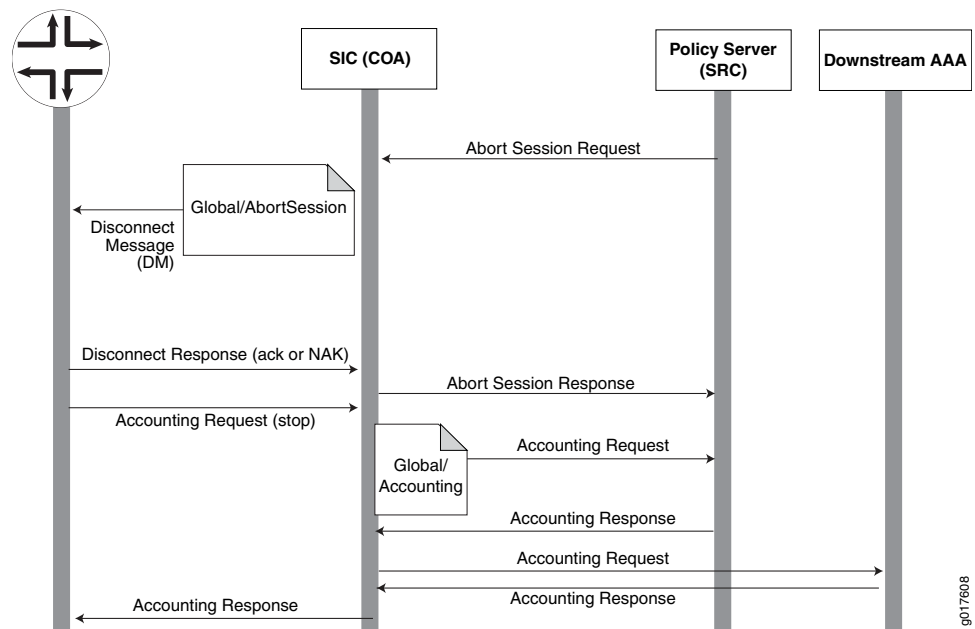 SIC (COA)
Policy Server
(SRC)
Downstream AAA
Abort Session Request
Global/AbortSession
Disconnect
Message
(DM)
Disconnect Response (ack or NAK)
Abort Session Response
Accounting Request (stop)
Accounting Request
Global/
Accounting
Accounting Response
Accounting Request
Accounting Response
Accounting Response
g017608